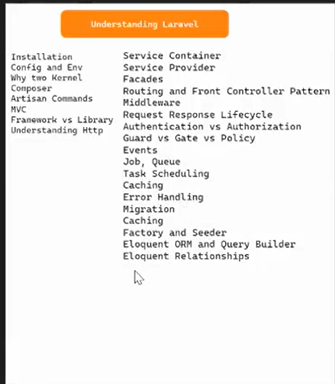 Understanding Laravel
Installation
Config and Env
Why two Kernel
Composer
Artisan Commands
MVC
Framework vs Library
Understanding Http
Service Container
Service Provider
Facades
Routing and Front Controller Pattern
Middleware
Request Response Lifecycle
Authentication vs Authorization
Guard vs Gate vs Policy
Events
Job, Queue
Task Scheduling
Caching
Error Handling
Migration
Caching
Factory and Seeder
Eloquent ORM and Query Builder
Eloquent Relationships